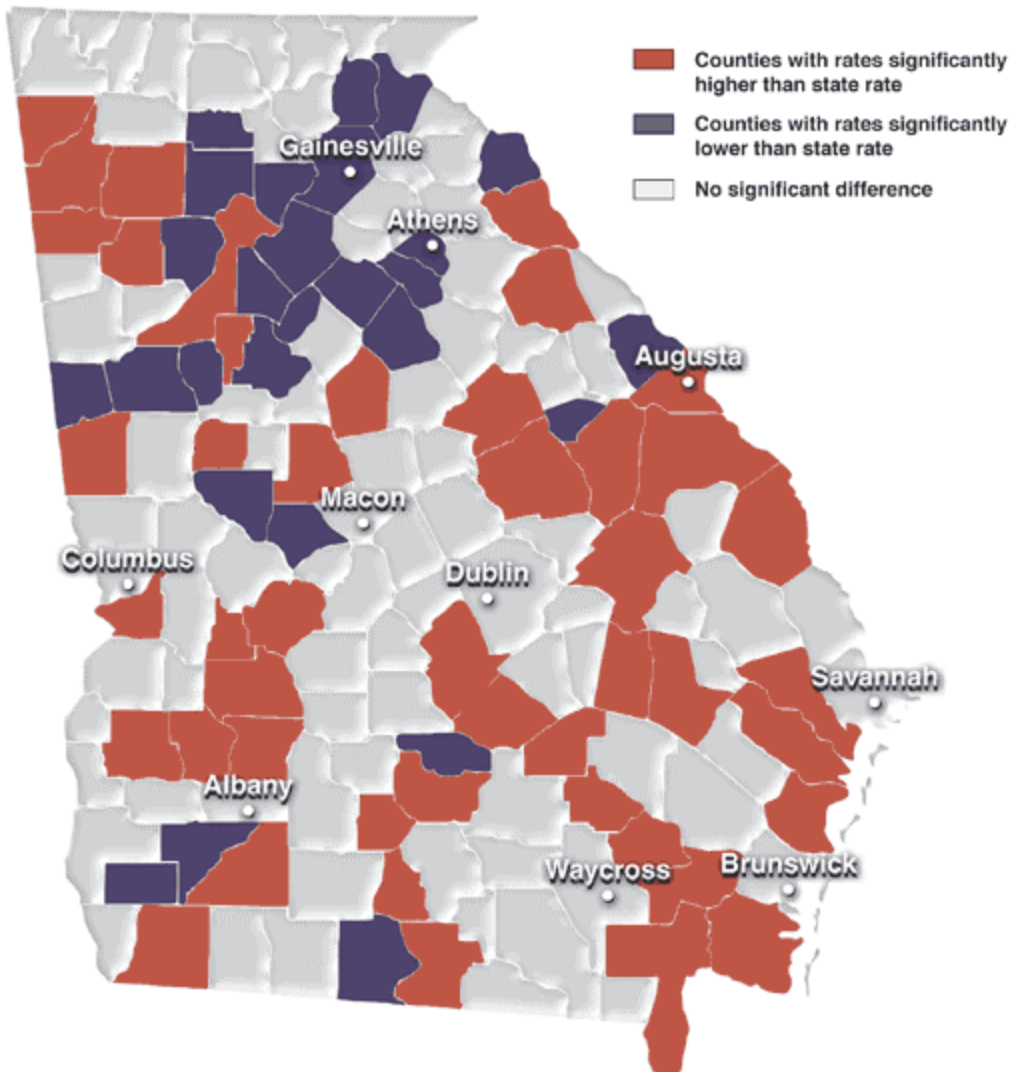 Counties with rates significantly
higher than state rate
Counties with rates significantly
lower than state rate
No significant difference
Gainesville
Athens
Augusta
Macon
Columbus
Dublin
Savannah
Albany
Waycross
Brunswick